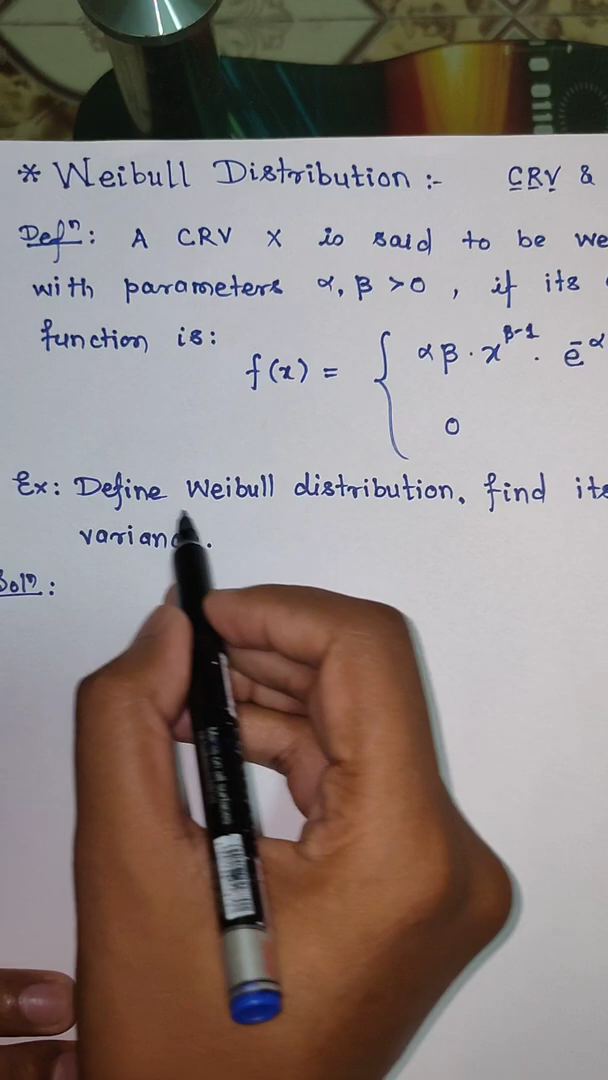 * Weibull Distribution :- CRV &
Defⁿ: A CRV X is said to be we
with parameters α, β > 0 , if its
function is:
f(x) = { αβ · x^β-1 · e^-α
0
Ex: Define Weibull distribution, find its
Solⁿ: